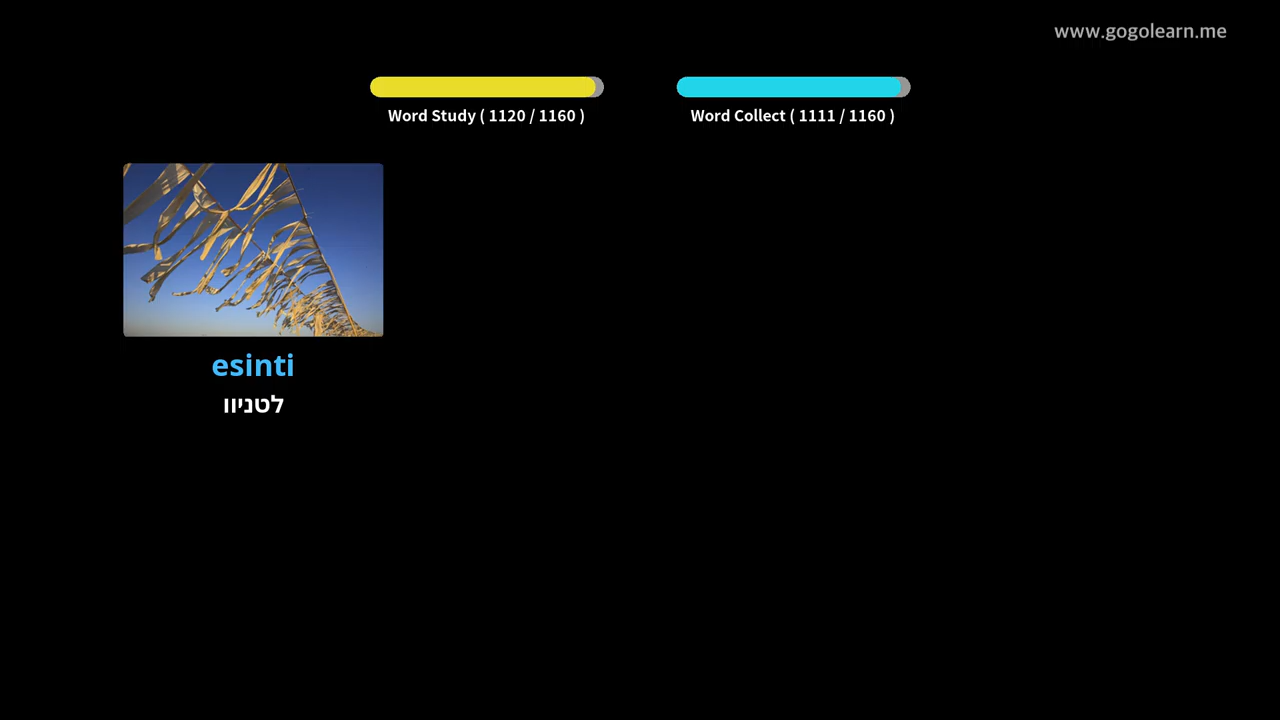 www.gogolearn.me
Word Study ( 1120 / 1160 )
Word Collect ( 1111 / 1160 )
esinti
לטניוו